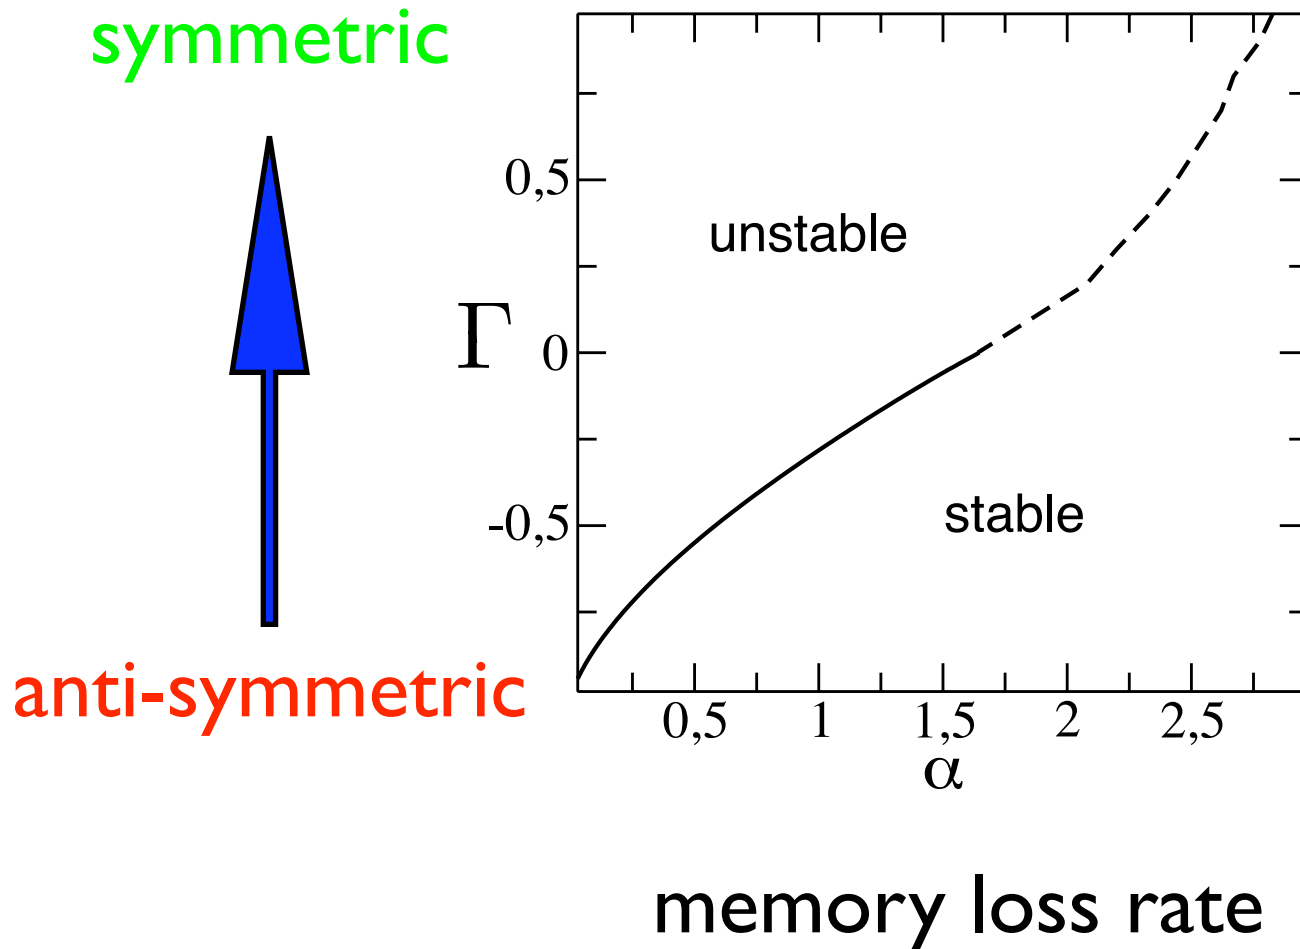 symmetric
0,5
unstable
Γ
0
-0,5
stable
anti-symmetric
0,5 1 1,5 2 2,5
α
memory loss rate